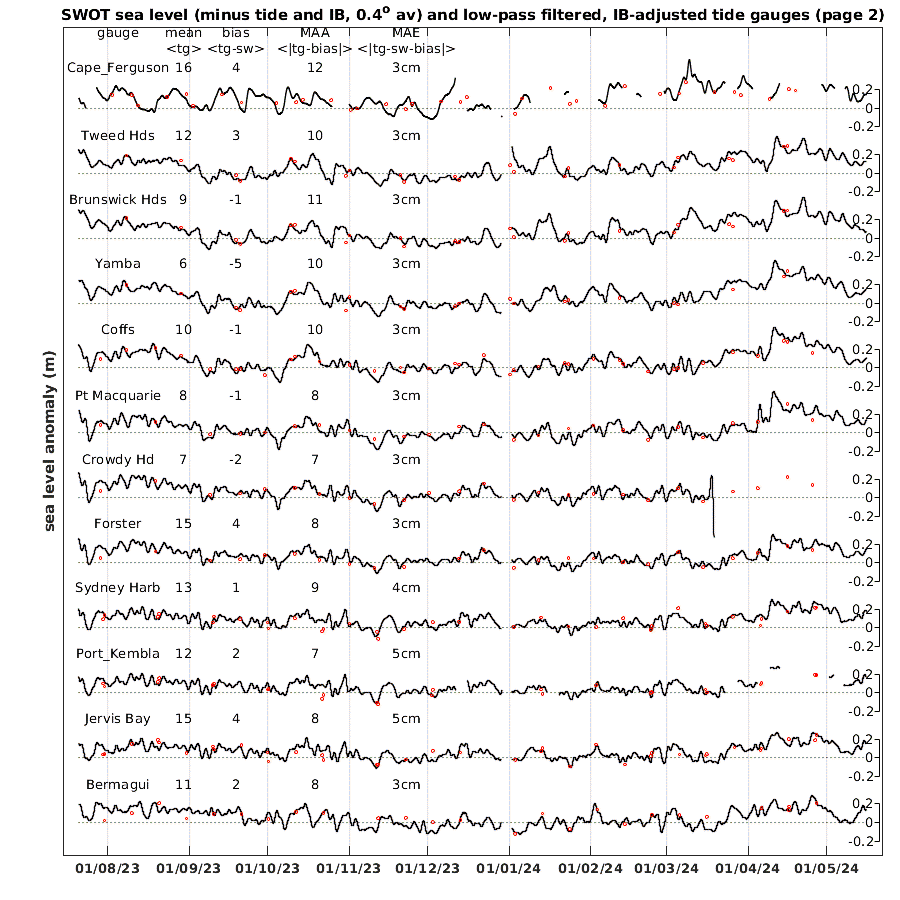 SWOT sea level (minus tide and IB, 0.4° av) and low-pass filtered, IB-adjusted tide gauges (page 2)
gauge mean bias MAA MAE
<tg> <tg-sw> <|tg-bias|> <|tg-sw-bias|>
Cape_Ferguson 16 4 12 3cm
0.2
0
-0.2
Tweed Hds 12 3 10 3cm
0.2
0
-0.2
Brunswick Hds 9 -1 11 3cm
0.2
0
-0.2
Yamba 6 -5 10 3cm
0.2
0
-0.2
Coffs 10 -1 10 3cm
0.2
0
-0.2
Pt Macquarie 8 -1 8 3cm
0.2
0
-0.2
Crowdy Hd 7 -2 7 3cm
0.2
0
-0.2
Forster 15 4 8 3cm
0.2
0
-0.2
Sydney Harb 13 1 9 4cm
0.2
0
-0.2
Port_Kembla 12 2 7 5cm
0.2
0
-0.2
Jervis Bay 15 4 8 5cm
0.2
0
-0.2
Bermagui 11 2 8 3cm
0.2
0
-0.2
sea level anomaly (m)
01/08/23 01/09/23 01/10/23 01/11/23 01/12/23 01/01/24 01/02/24 01/03/24 01/04/24 01/05/24